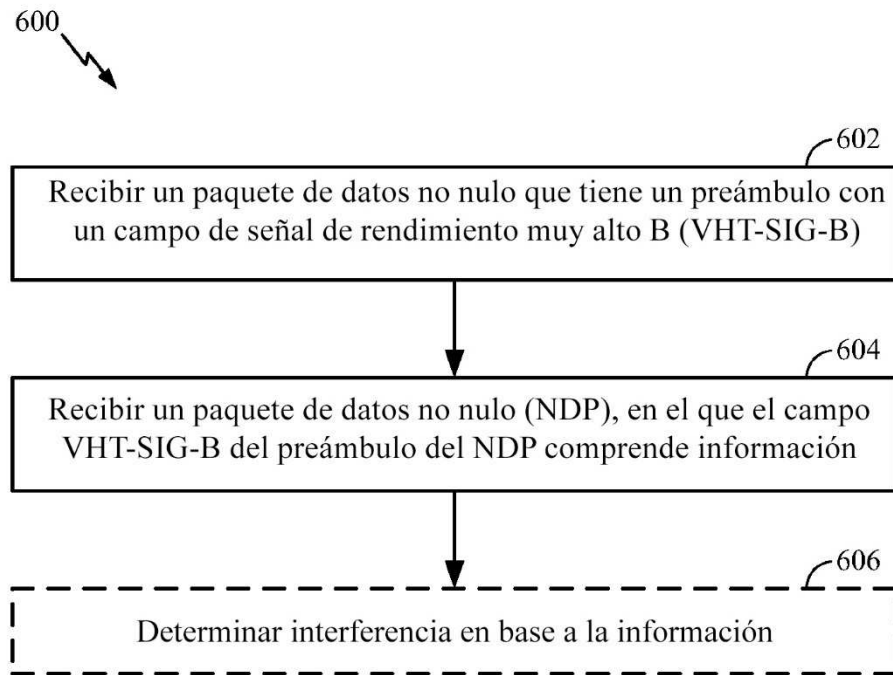 600
602
Recibir un paquete de datos no nulo que tiene un preámbulo con
un campo de señal de rendimiento muy alto B (VHT-SIG-B)
604
Recibir un paquete de datos no nulo (NDP), en el que el campo
VHT-SIG-B del preámbulo del NDP comprende información
606
Determinar interferencia en base a la información